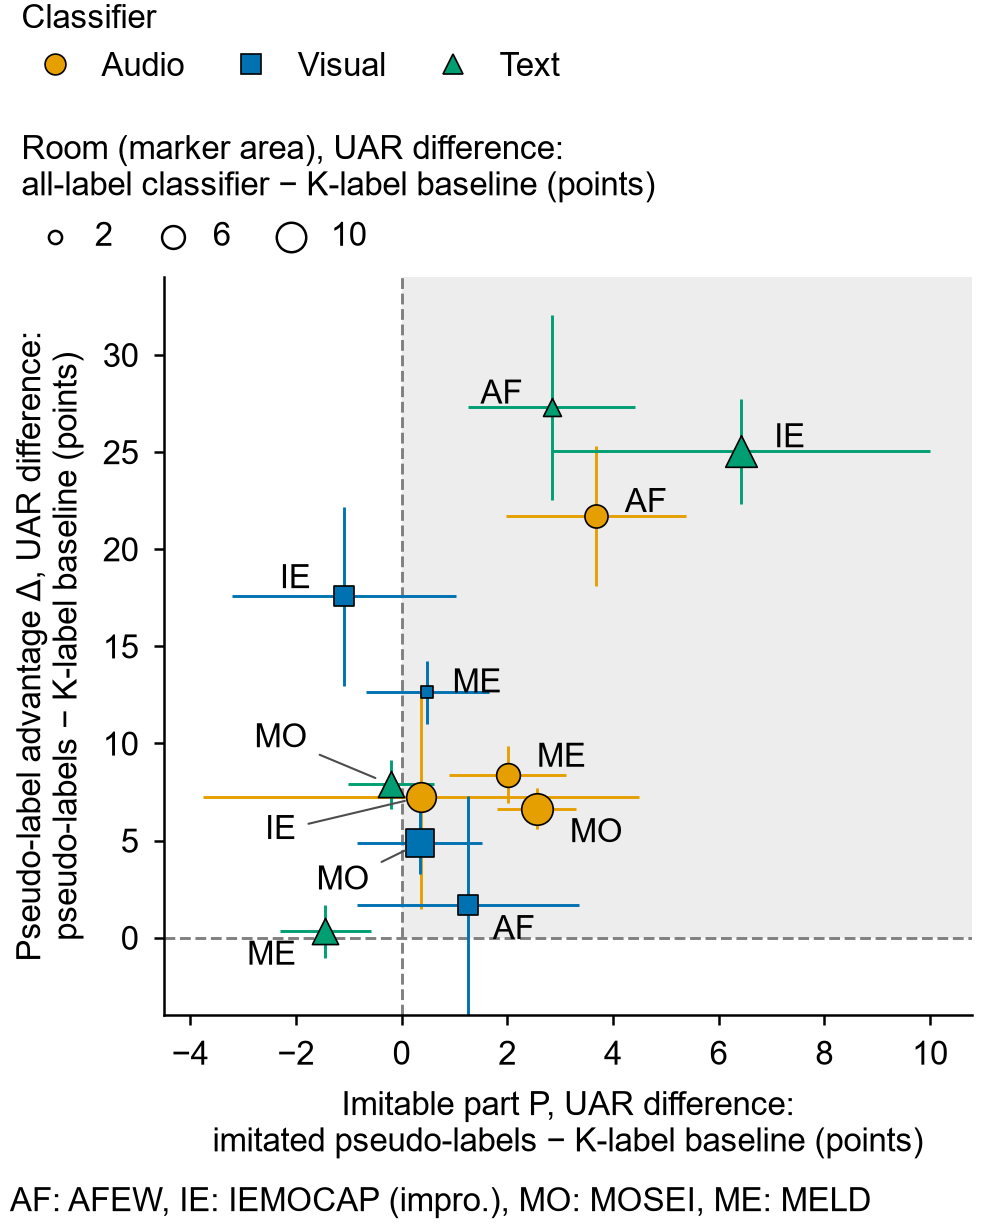 Classifier
Audio Visual Text
Room (marker area), UAR difference:
all-label classifier − K-label baseline (points)
2 6 10
Pseudo-label advantage Δ, UAR difference:
pseudo-labels − K-label baseline (points)
30
25
20
15
10
5
0
AF
IE
AF
IE
ME
MO
ME
IE
MO
MO
AF
ME
−4 −2 0 2 4 6 8 10
Imitable part P, UAR difference:
imitated pseudo-labels − K-label baseline (points)
AF: AFEW, IE: IEMOCAP (impro.), MO: MOSEI, ME: MELD